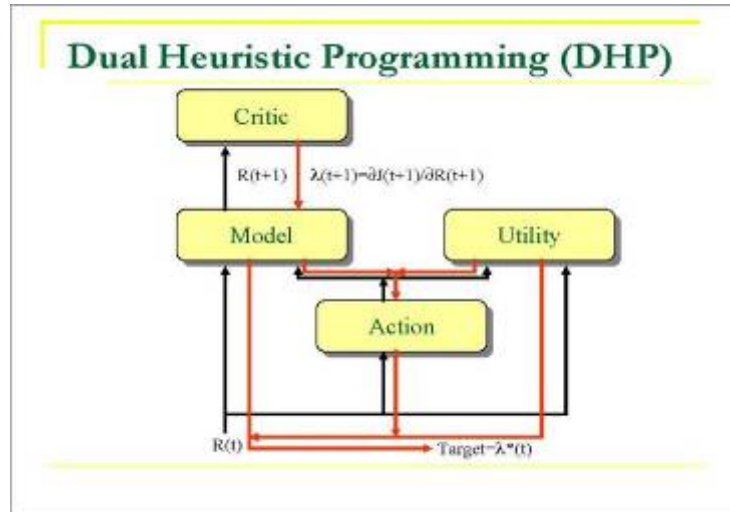 Dual Heuristic Programming (DHP)
Critic
R(t+1) λ(t+1)=∂J(t+1)/∂R(t+1)
Model Utility
Action
R(t) Target=λ*(t)